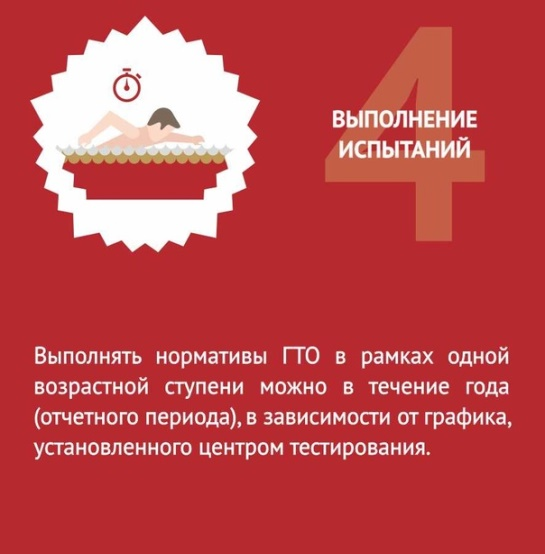 4
ВЫПОЛНЕНИЕ
ИСПЫТАНИЙ
Выполнять нормативы ГТО в рамках одной
возрастной ступени можно в течение года
(отчетного периода), в зависимости от графика,
установленного центром тестирования.